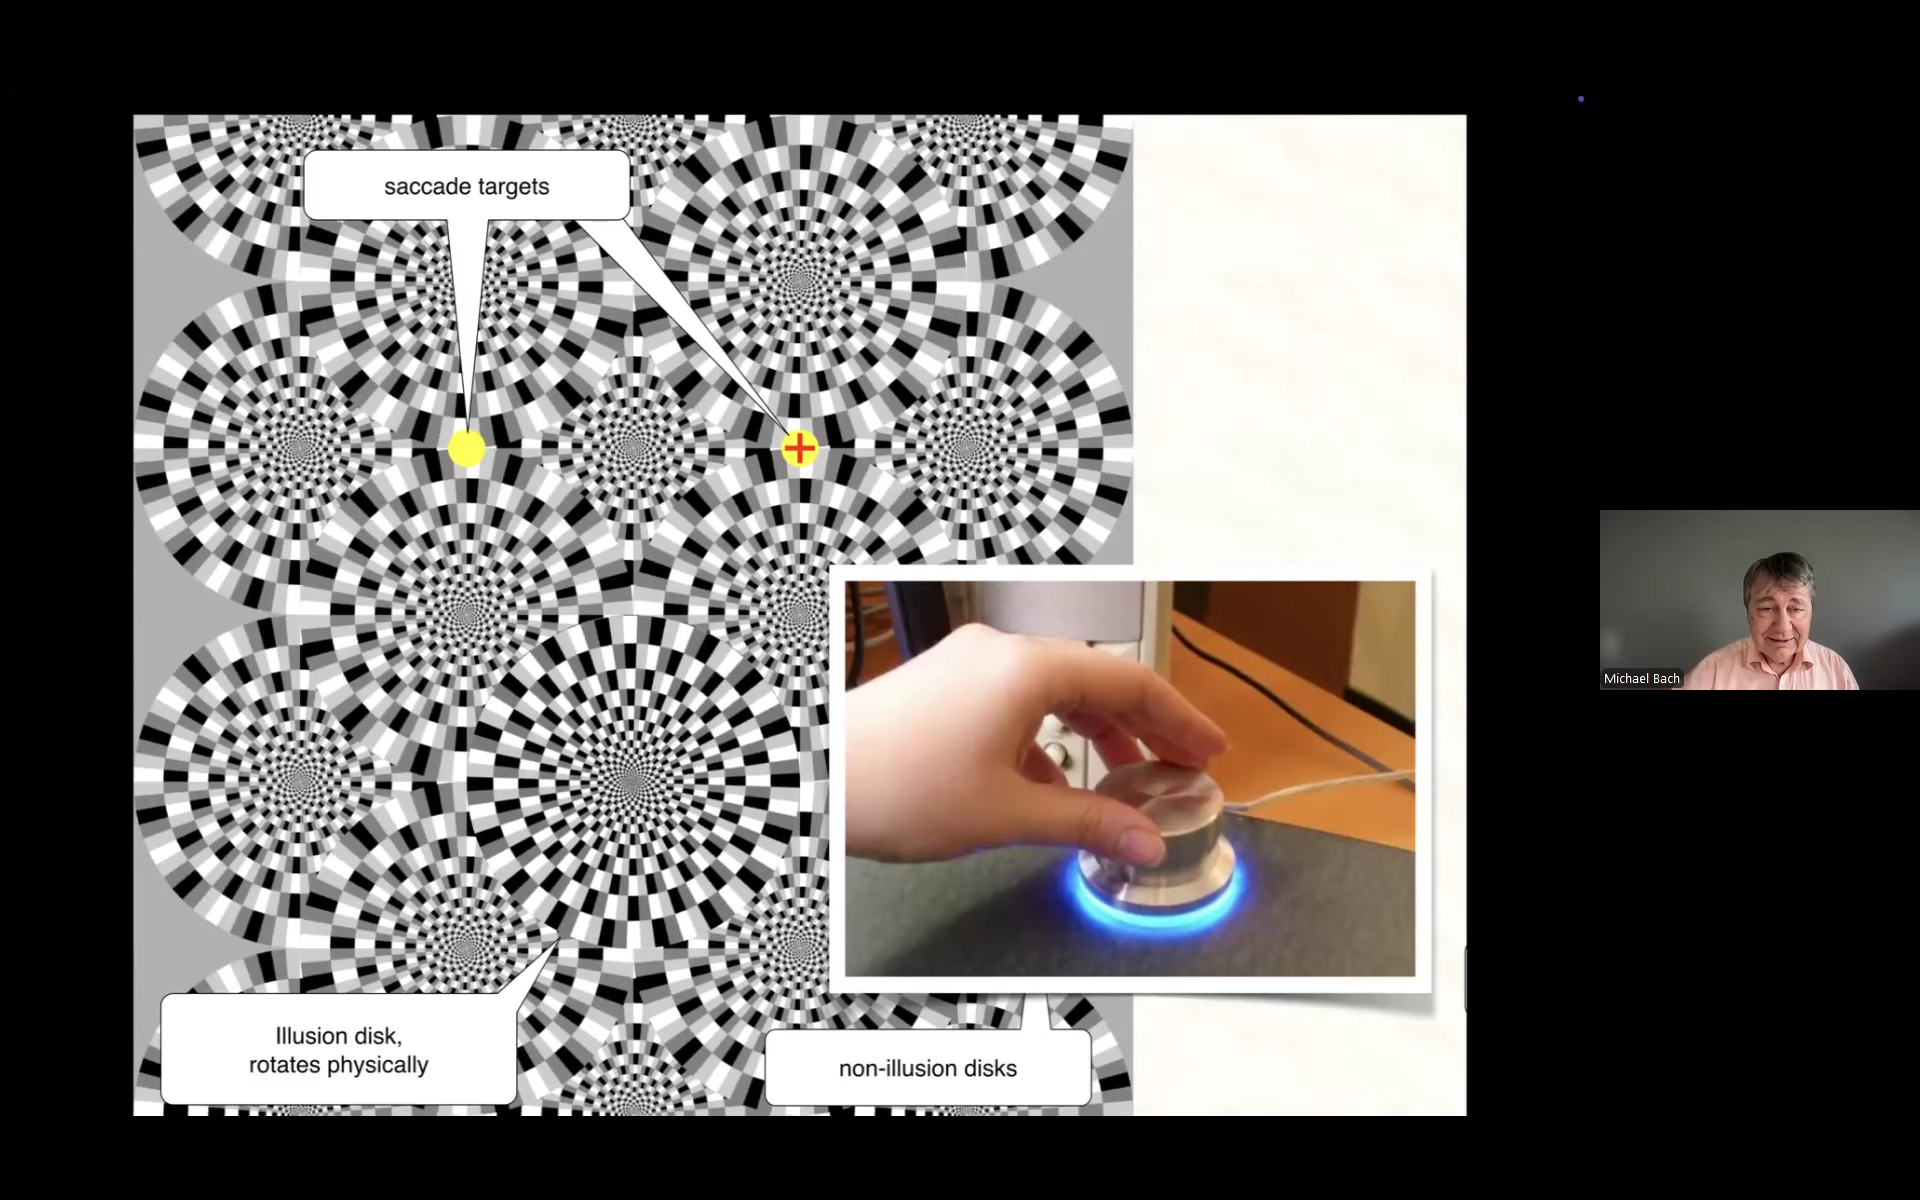 saccade targets
Illusion disk,
rotates physically
non-illusion disks
Michael Bach